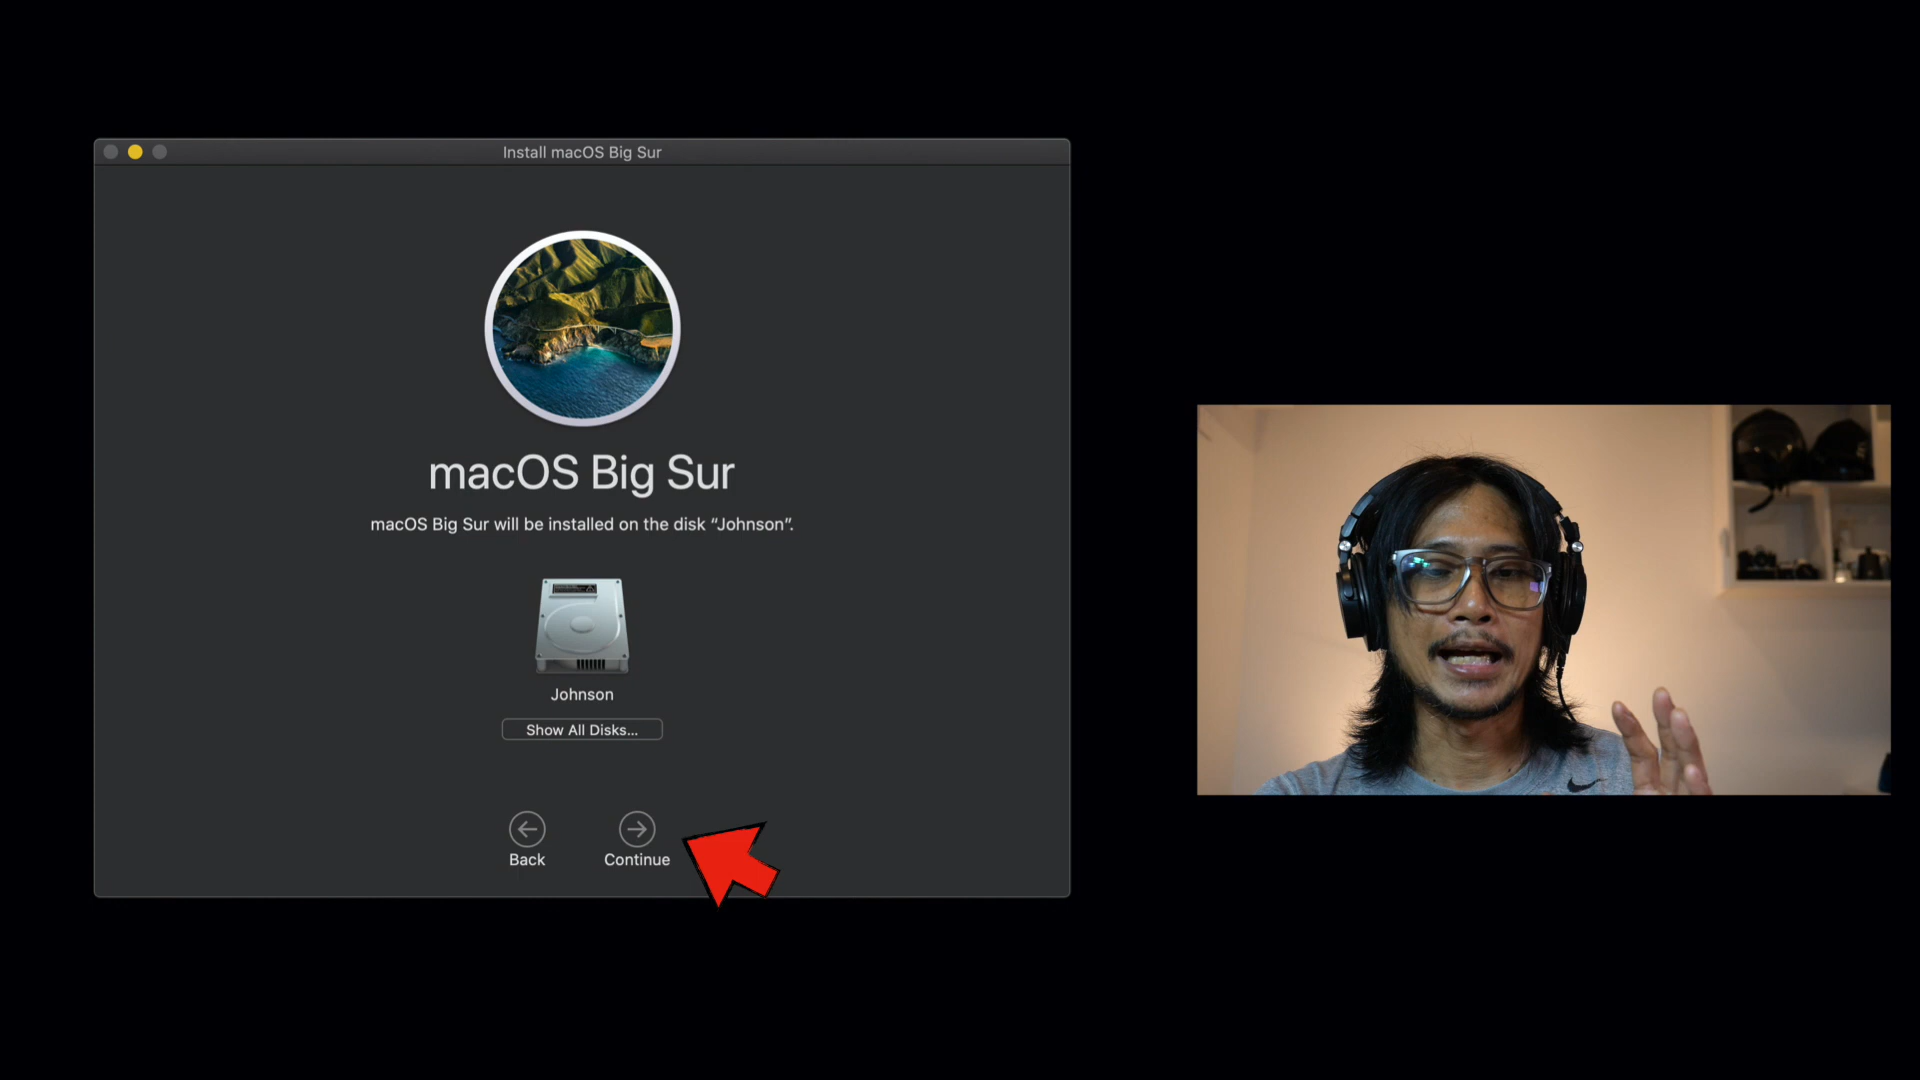 Install macOS Big Sur
macOS Big Sur
macOS Big Sur will be installed on the disk “Johnson”.
Johnson
Show All Disks...
Back
Continue